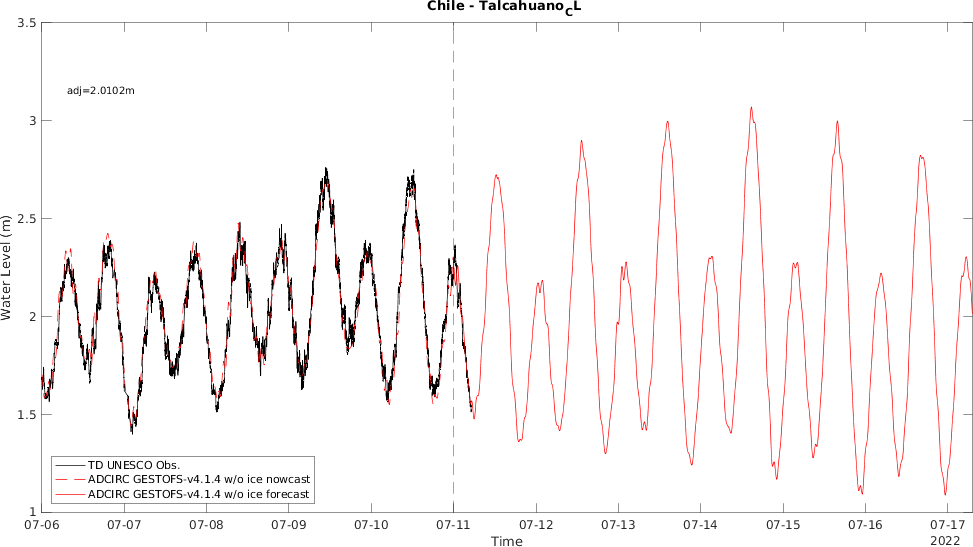 Chile - Talcahuano_CL
3.5
adj=2.0102m
3
2.5
Water Level (m)
2
1.5
TD UNESCO Obs.
ADCIRC GESTOFS-v4.1.4 w/o ice nowcast
ADCIRC GESTOFS-v4.1.4 w/o ice forecast
1
07-06 07-07 07-08 07-09 07-10 07-11 07-12 07-13 07-14 07-15 07-16 07-17
Time
2022